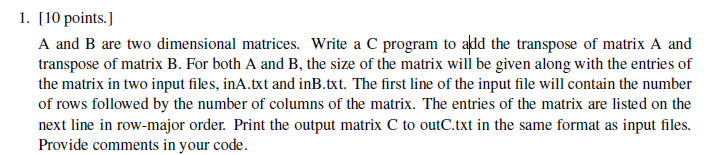 1. [10 points.]
A and B are two dimensional matrices. Write a C program to add the transpose of matrix A and
transpose of matrix B. For both A and B, the size of the matrix will be given along with the entries of
the matrix in two input files, inA.txt and inB.txt. The first line of the input file will contain the number
of rows followed by the number of columns of the matrix. The entries of the matrix are listed on the
next line in row-major order. Print the output matrix C to outC.txt in the same format as input files.
Provide comments in your code.